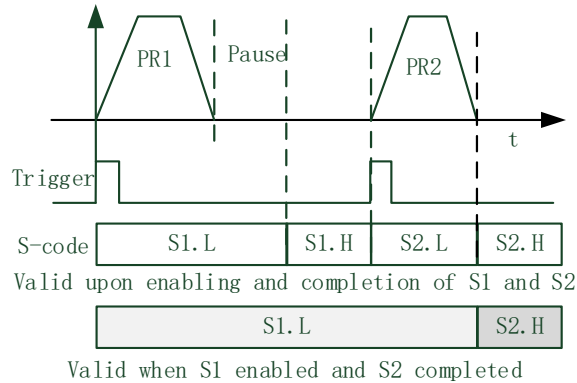 PR1 Pause PR2
t
Trigger
S-code S1.L S1.H S2.L S2.H
Valid upon enabling and completion of S1 and S2
S1.L S2.H
Valid when S1 enabled and S2 completed